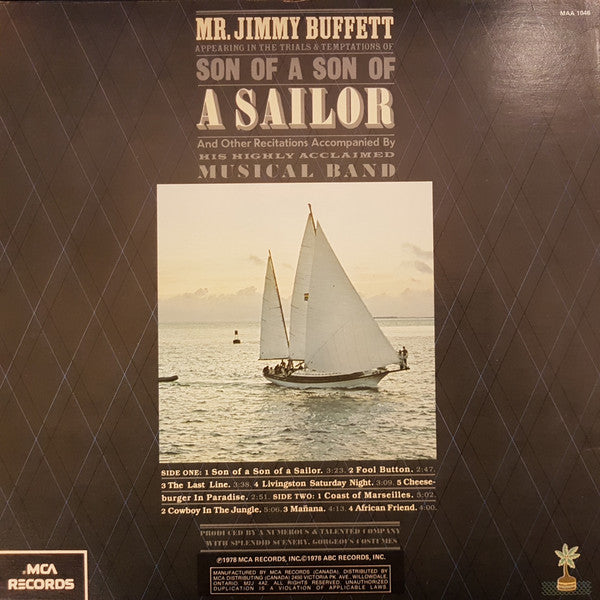 MAA 1046
MR. JIMMY BUFFETT
APPEARING IN THE TRIALS & TEMPTATIONS OF
SON OF A SON OF
A SAILOR
And Other Recitations Accompanied By
HIS HIGHLY ACCLAIMED
MUSICAL BAND
SIDE ONE: 1 Son of a Son of a Sailor. 3:23. 2 Fool Button. 2:47.
3 The Last Line. 3:38. 4 Livingston Saturday Night. 3:09. 5 Cheese-
burger In Paradise. 2:51. SIDE TWO: 1 Coast of Marseilles. 5:02.
2 Cowboy In The Jungle. 5:06. 3 Mañana. 4:13. 4 African Friend. 4:00.
PRODUCED BY A NUMEROUS & TALENTED COMPANY
WITH SPLENDID SCENERY, GORGEOUS COSTUMES
℗1978 MCA RECORDS, INC.©1978 ABC RECORDS, INC.
MANUFACTURED BY MCA RECORDS (CANADA). DISTRIBUTED BY
MCA DISTRIBUTING (CANADA) 2450 VICTORIA PK. AVE., WILLOWDALE,
ONTARIO. M2J 4A2. ALL RIGHTS RESERVED. UNAUTHORIZED
DUPLICATION IS A VIOLATION OF APPLICABLE LAWS.
MCA
RECORDS